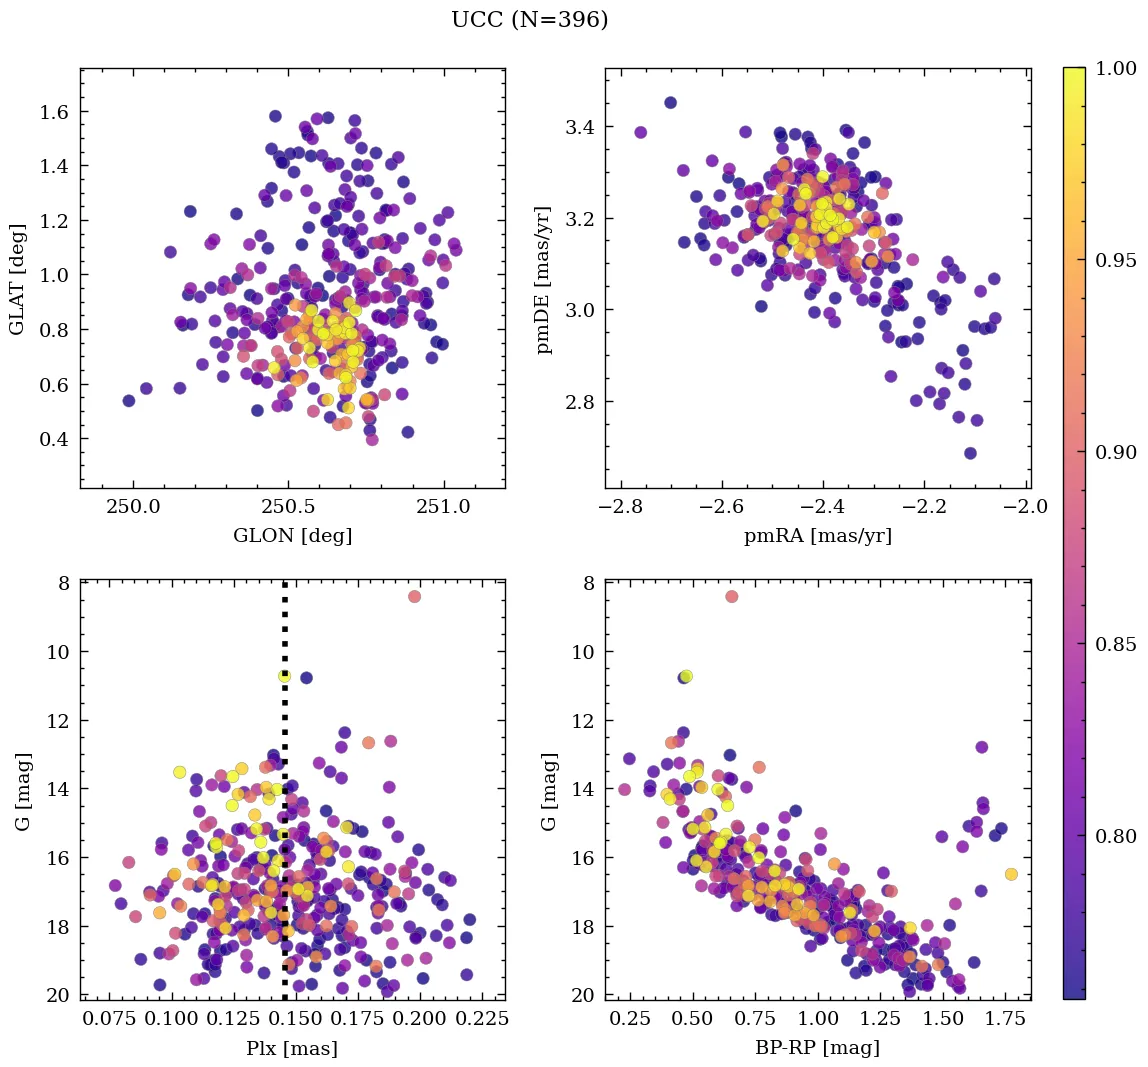 UCC (N=396)
1.6
1.4
1.2
1.0
0.8
0.6
0.4
GLAT [deg]
250.0 250.5 251.0
GLON [deg]
3.4
3.2
3.0
2.8
pmDE [mas/yr]
−2.8 −2.6 −2.4 −2.2 −2.0
pmRA [mas/yr]
1.00
0.95
0.90
0.85
0.80
8
10
12
14
16
18
20
G [mag]
0.075 0.100 0.125 0.150 0.175 0.200 0.225
Plx [mas]
8
10
12
14
16
18
20
G [mag]
0.25 0.50 0.75 1.00 1.25 1.50 1.75
BP-RP [mag]